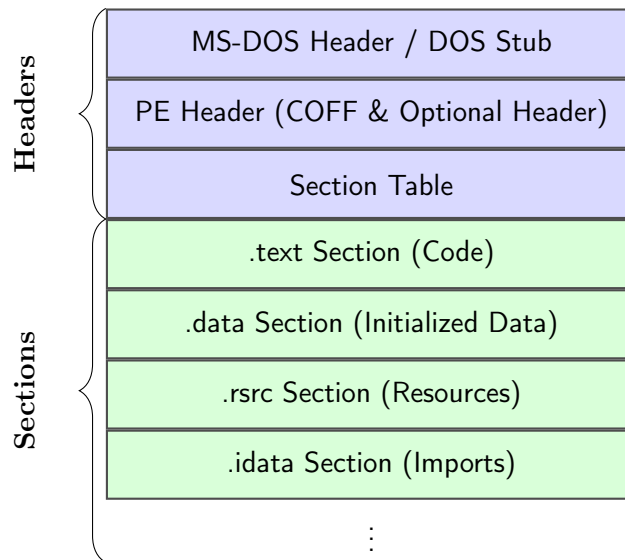 Headers
MS-DOS Header / DOS Stub
PE Header (COFF & Optional Header)
Section Table
Sections
.text Section (Code)
.data Section (Initialized Data)
.rsrc Section (Resources)
.idata Section (Imports)
⋮